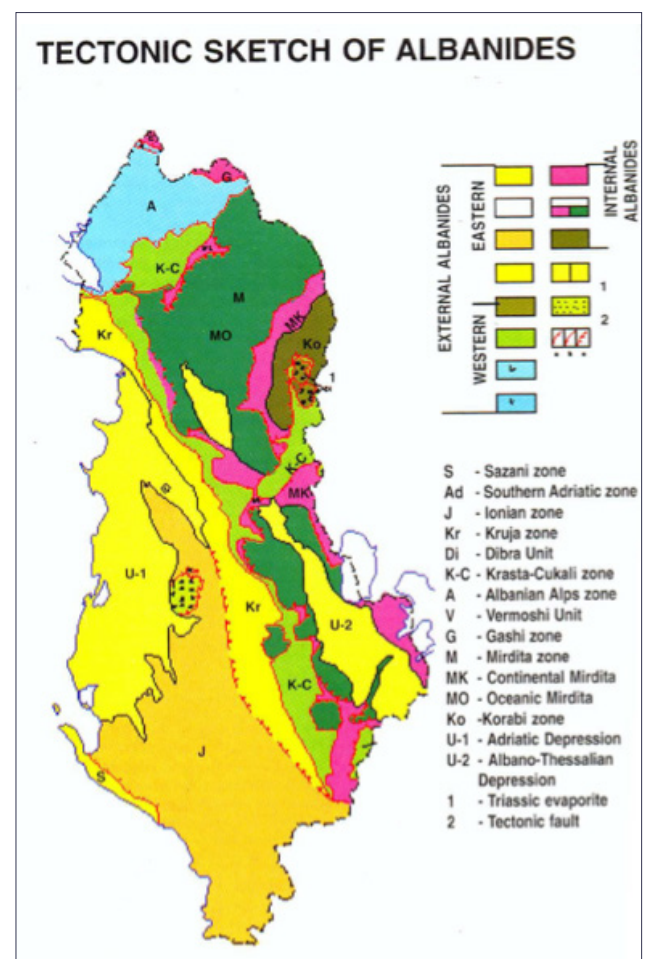 TECTONIC SKETCH OF ALBANIDES
G
A
K-C
M
MO
MK
Kr
Ko
1
K-C
MK
U-1
Kr
U-2
K-C
J
S
EXTERNAL ALBANIDES
EASTERN
WESTERN
INTERNAL ALBANIDES
1
2
S - Sazani zone
Ad - Southern Adriatic zone
J - Ionian zone
Kr - Kruja zone
Di - Dibra Unit
K-C - Krasta-Cukali zone
A - Albanian Alps zone
V - Vermoshi Unit
G - Gashi zone
M - Mirdita zone
MK - Continental Mirdita
MO - Oceanic Mirdita
Ko -Korabi zone
U-1 - Adriatic Depression
U-2 - Albano-Thessalian
Depression
1 - Triassic evaporite
2 - Tectonic fault